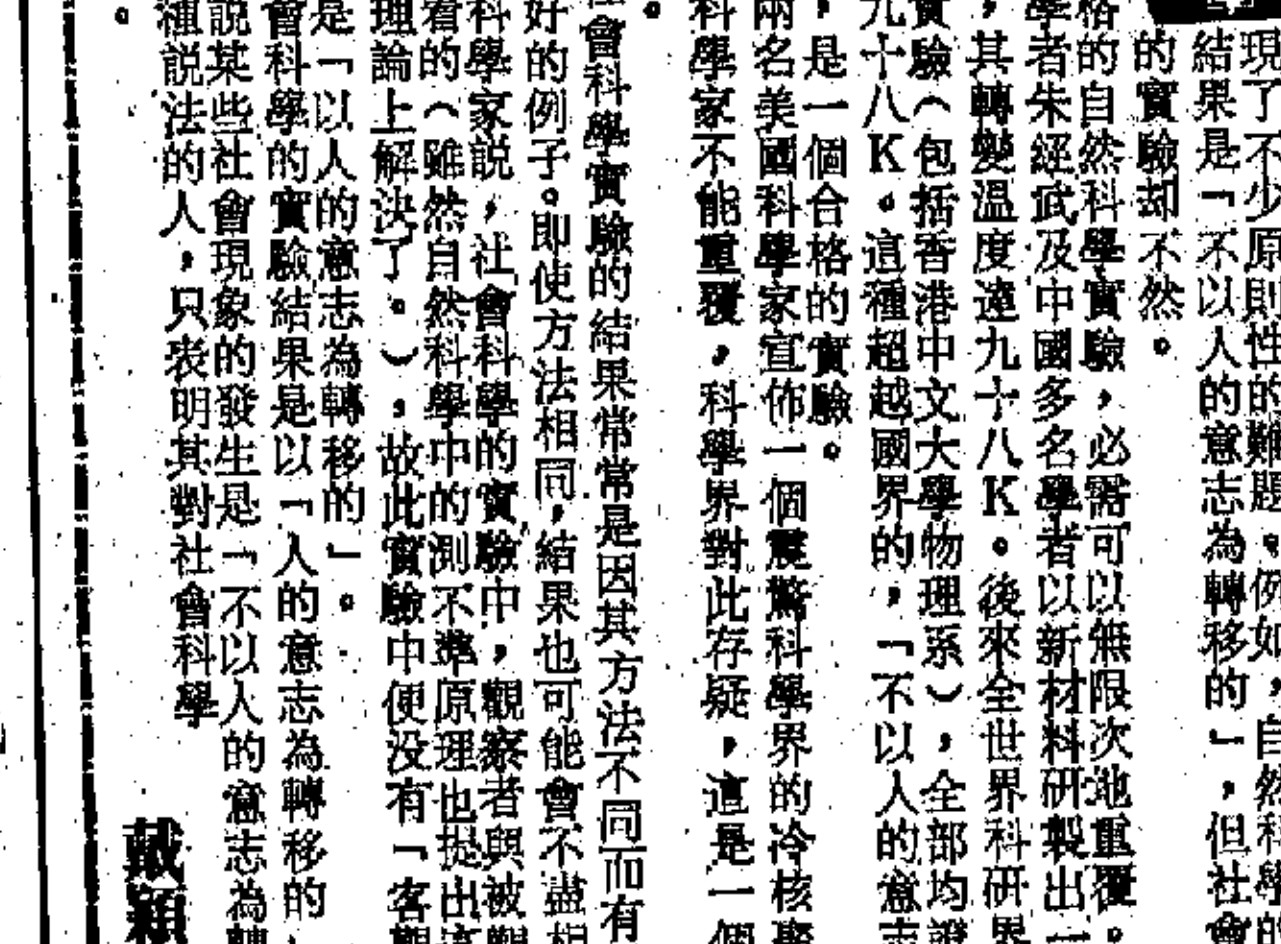 現了不少原則性的難題。例如，自然科學的
結果是「不以人的意志為轉移的」，但社會
的實驗却不然。
格的自然科學實驗，必需可以無限次地重覆。
學者朱經武及中國多名學者以新材料研製出一
，其轉變溫度達九十八K。後來全世界科研界
實驗（包括香港中文大學物理系），全部均證
九十八K。這種超越國界的，「不以人的意志
，是一個合格的實驗。
兩名美國科學家宣佈一個震驚科學界的冷核聚
科學家不能重覆，科學界對此存疑，這是一個
。
會科學實驗的結果常常是因其方法不同而有
好的例子。即使方法相同，結果也可能會不盡相
科學家説，社會科學的實驗中，觀察者與被觀
着的（雖然自然科學中的測不準原理也提出這
理論上解決了。），故此實驗中便没有「客觀
是「以人的意志為轉移的」。
會科學的實驗結果是以「人的意志為轉移的
説某些社會現象的發生是「不以人的意志為轉
種説法的人，只表明其對社會科學
。
戴穎